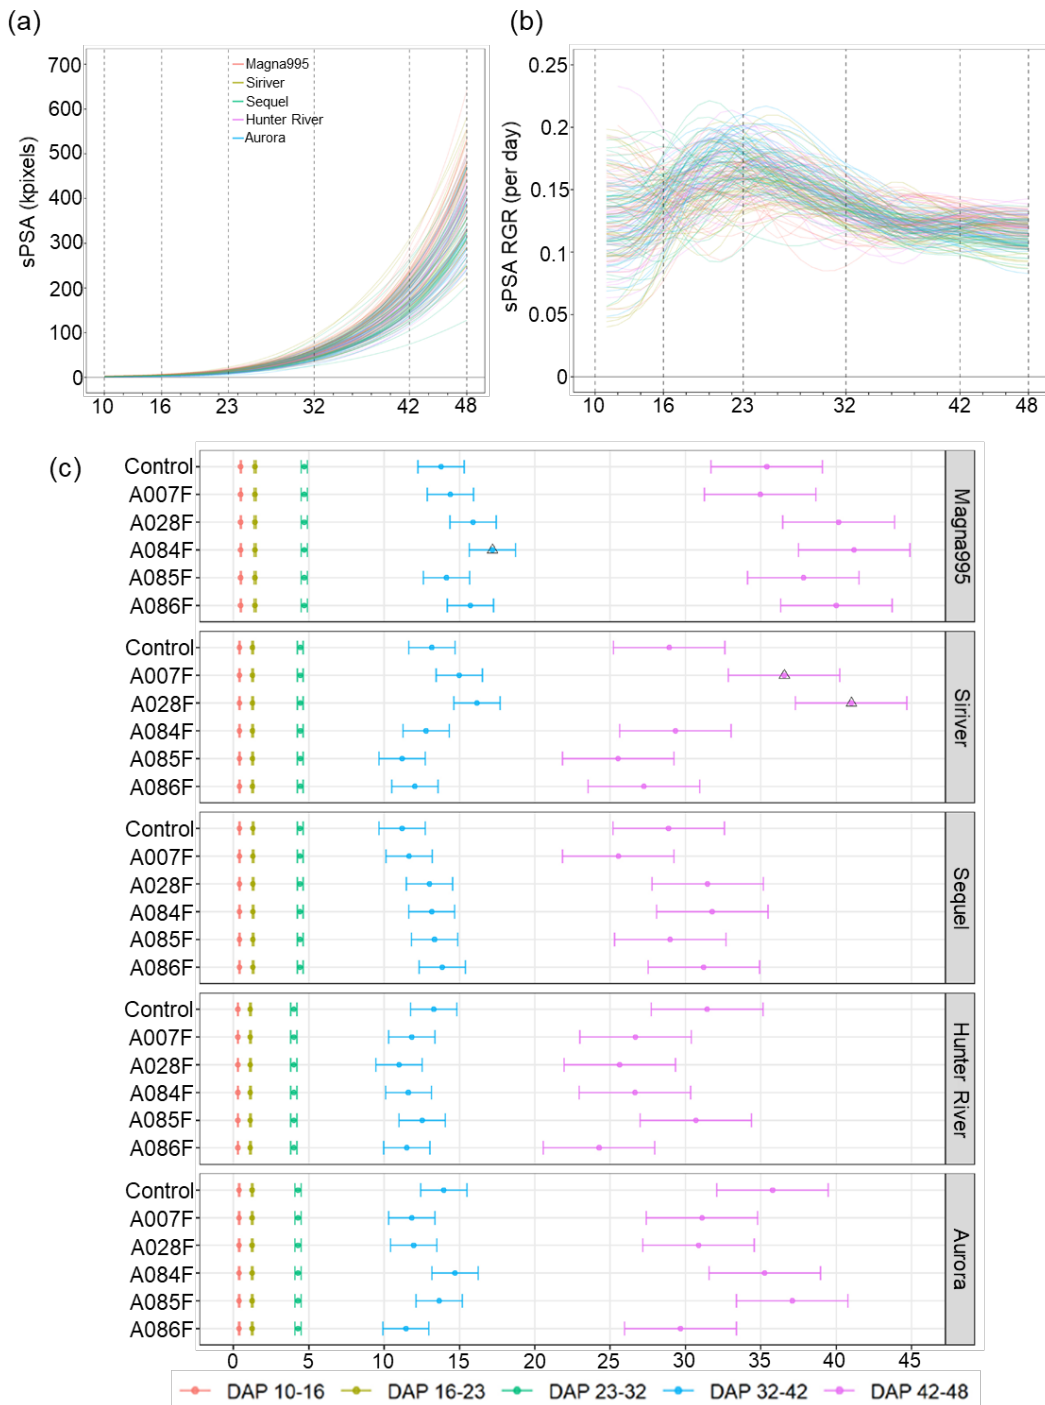 (a)
(b)
sPSA (kpixels)
700
600
500
400
300
200
100
0
10 16 23 32 42 48
Magna995
Siriver
Sequel
Hunter River
Aurora
sPSA RGR (per day)
0.25
0.2
0.15
0.1
0.05
0
10 16 23 32 42 48
(c)
Control
A007F
A028F
A084F
A085F
A086F
Magna995
Control
A007F
A028F
A084F
A085F
A086F
Siriver
Control
A007F
A028F
A084F
A085F
A086F
Sequel
Control
A007F
A028F
A084F
A085F
A086F
Hunter River
Control
A007F
A028F
A084F
A085F
A086F
Aurora
0 5 10 15 20 25 30 35 40 45
DAP 10-16 DAP 16-23 DAP 23-32 DAP 32-42 DAP 42-48